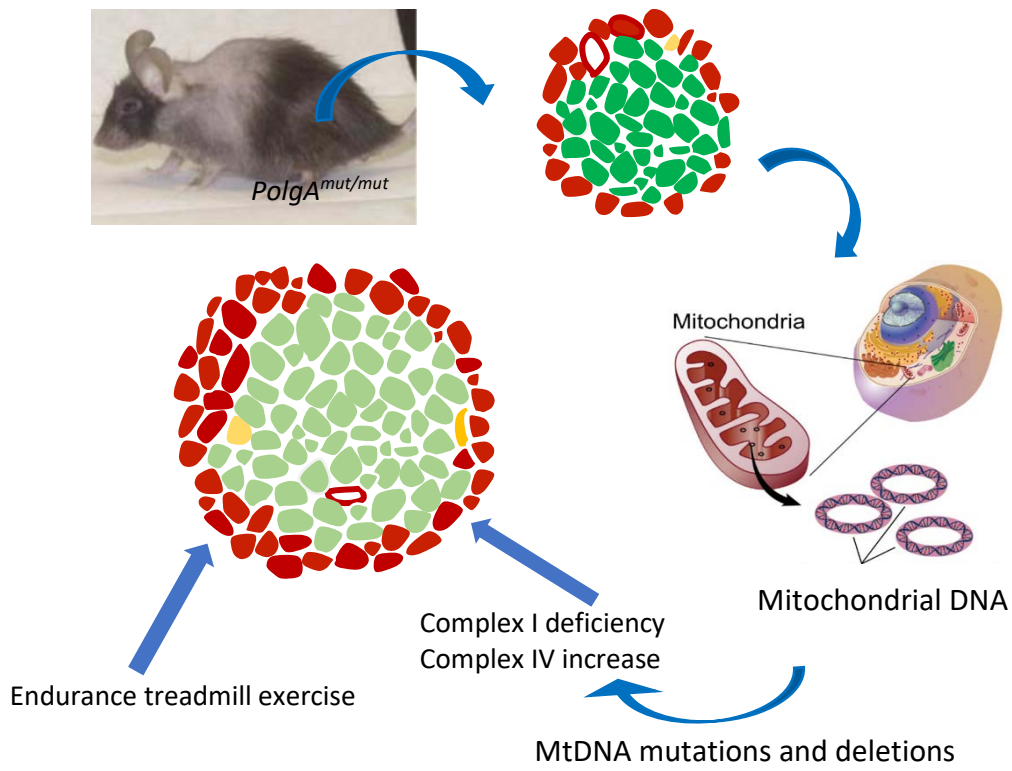 PolgA^mut/mut
Mitochondria
Mitochondrial DNA
Complex I deficiency
Complex IV increase
Endurance treadmill exercise
MtDNA mutations and deletions